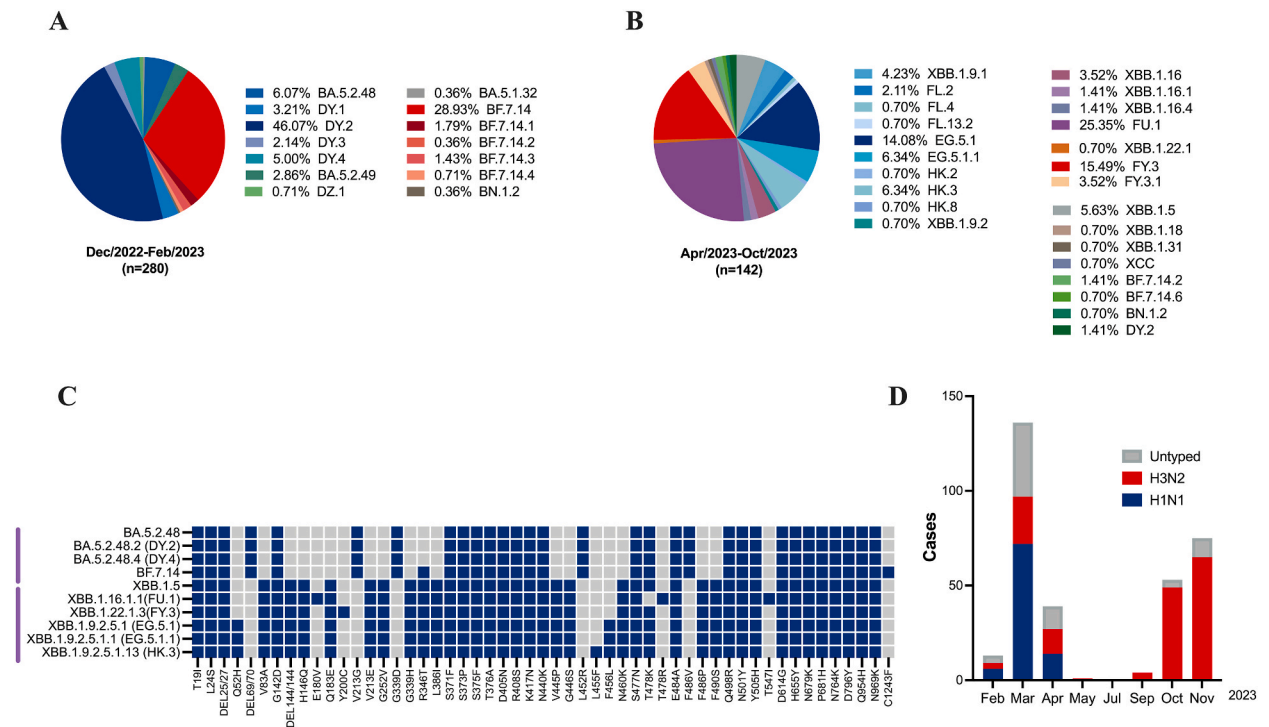 A
6.07% BA.5.2.48
3.21% DY.1
46.07% DY.2
2.14% DY.3
5.00% DY.4
2.86% BA.5.2.49
0.71% DZ.1
0.36% BA.5.1.32
28.93% BF.7.14
1.79% BF.7.14.1
0.36% BF.7.14.2
1.43% BF.7.14.3
0.71% BF.7.14.4
0.36% BN.1.2
Dec/2022-Feb/2023
(n=280)
B
4.23% XBB.1.9.1
2.11% FL.2
0.70% FL.4
0.70% FL.13.2
14.08% EG.5.1
6.34% EG.5.1.1
0.70% HK.2
6.34% HK.3
0.70% HK.8
0.70% XBB.1.9.2
3.52% XBB.1.16
1.41% XBB.1.16.1
1.41% XBB.1.16.4
25.35% FU.1
0.70% XBB.1.22.1
15.49% FY.3
3.52% FY.3.1
5.63% XBB.1.5
0.70% XBB.1.18
0.70% XBB.1.31
0.70% XCC
1.41% BF.7.14.2
0.70% BF.7.14.6
0.70% BN.1.2
1.41% DY.2
Apr/2023-Oct/2023
(n=142)
C
BA.5.2.48
BA.5.2.48.2 (DY.2)
BA.5.2.48.4 (DY.4)
BF.7.14
XBB.1.5
XBB.1.16.1.1(FU.1)
XBB.1.22.1.3(FY.3)
XBB.1.9.2.5.1 (EG.5.1)
XBB.1.9.2.5.1.1 (EG.5.1.1)
XBB.1.9.2.5.1.13 (HK.3)
T19I
L24S
DEL25/27
Q52H
DEL69/70
V83A
G142D
DEL144/144
H146Q
E180V
Q183E
Y200C
V213G
V213E
G252V
G339D
G339H
R346T
L368I
S371F
S373P
S375F
T376A
D405N
R408S
K417N
N440K
V445P
G446S
L452R
L455F
F456L
N460K
S477N
T478K
T478R
E484A
F486V
F486P
F490S
Q498R
N501Y
Y505H
T547I
D614G
H655Y
N679K
P681H
N764K
D796Y
Q954H
N969K
C1243F
D
Cases
150
100
50
0
Untyped
H3N2
H1N1
Feb Mar Apr May Jul Sep Oct Nov 2023